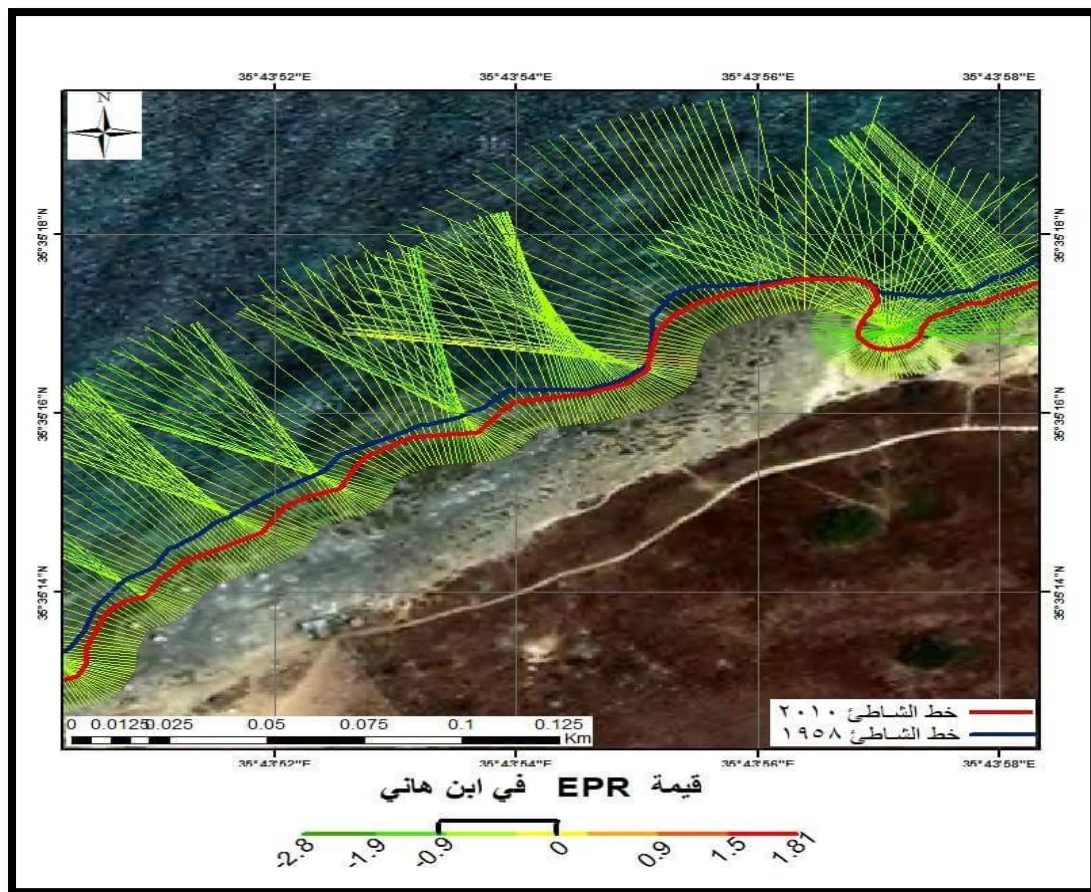 35°43'52"E 35°43'54"E 35°43'56"E 35°43'58"E
N
35°35'18"N 35°35'18"N
35°35'16"N 35°35'16"N
35°35'14"N 35°35'14"N
خط الشاطئ ٢٠١٠
خط الشاطئ ١٩٥٨
0 0.0125 0.025 0.05 0.075 0.1 0.125
Km
35°43'52"E 35°43'54"E 35°43'56"E 35°43'58"E
قيمة EPR في ابن هاني
-2.8 -1.9 -0.9 0 0.9 1.5 1.81